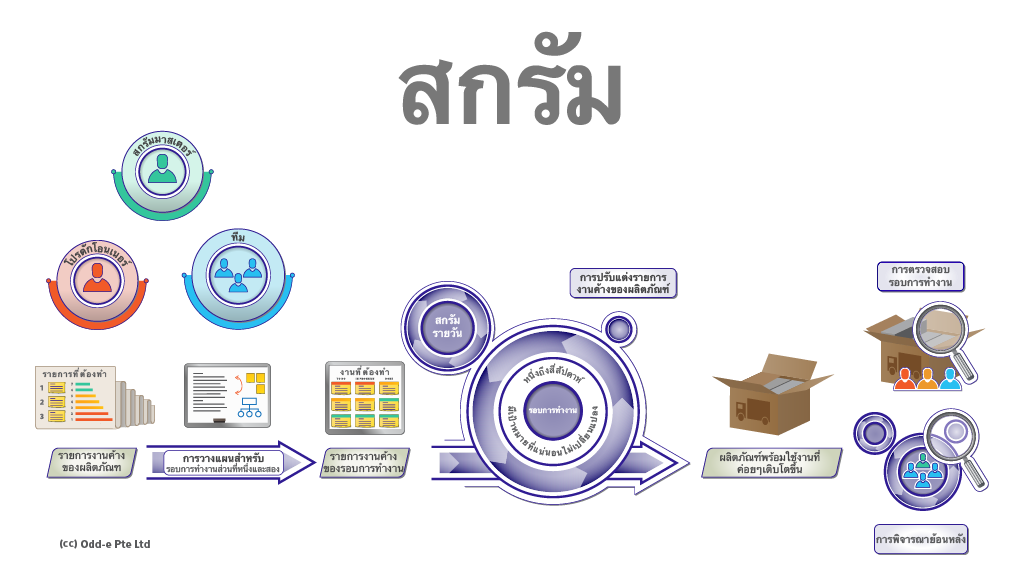 สกรัม
สกรัมมาสเตอร์
โปรดักโอนเนอร์
ทีม
การปรับแต่งรายการ
งานค้างของผลิตภัณฑ์
การตรวจสอบ
รอบการทำงาน
สกรัม
รายวัน
รายการที่ต้องทำ
1
2
3
งานที่ต้องทำ
หนึ่งถึงสี่สัปดาห์
รอบการทำงาน
มีเป้าหมายที่แน่นอนไม่เปลี่ยนแปลง
รายการงานค้าง
ของผลิตภัณฑ์
การวางแผนสำหรับ
รอบการทำงานส่วนที่หนึ่งและสอง
รายการงานค้าง
ของรอบการทำงาน
ผลิตภัณฑ์พร้อมใช้งานที่
ค่อยๆเติบโตขึ้น
การพิจารณาย้อนหลัง
(cc) Odd-e Pte Ltd